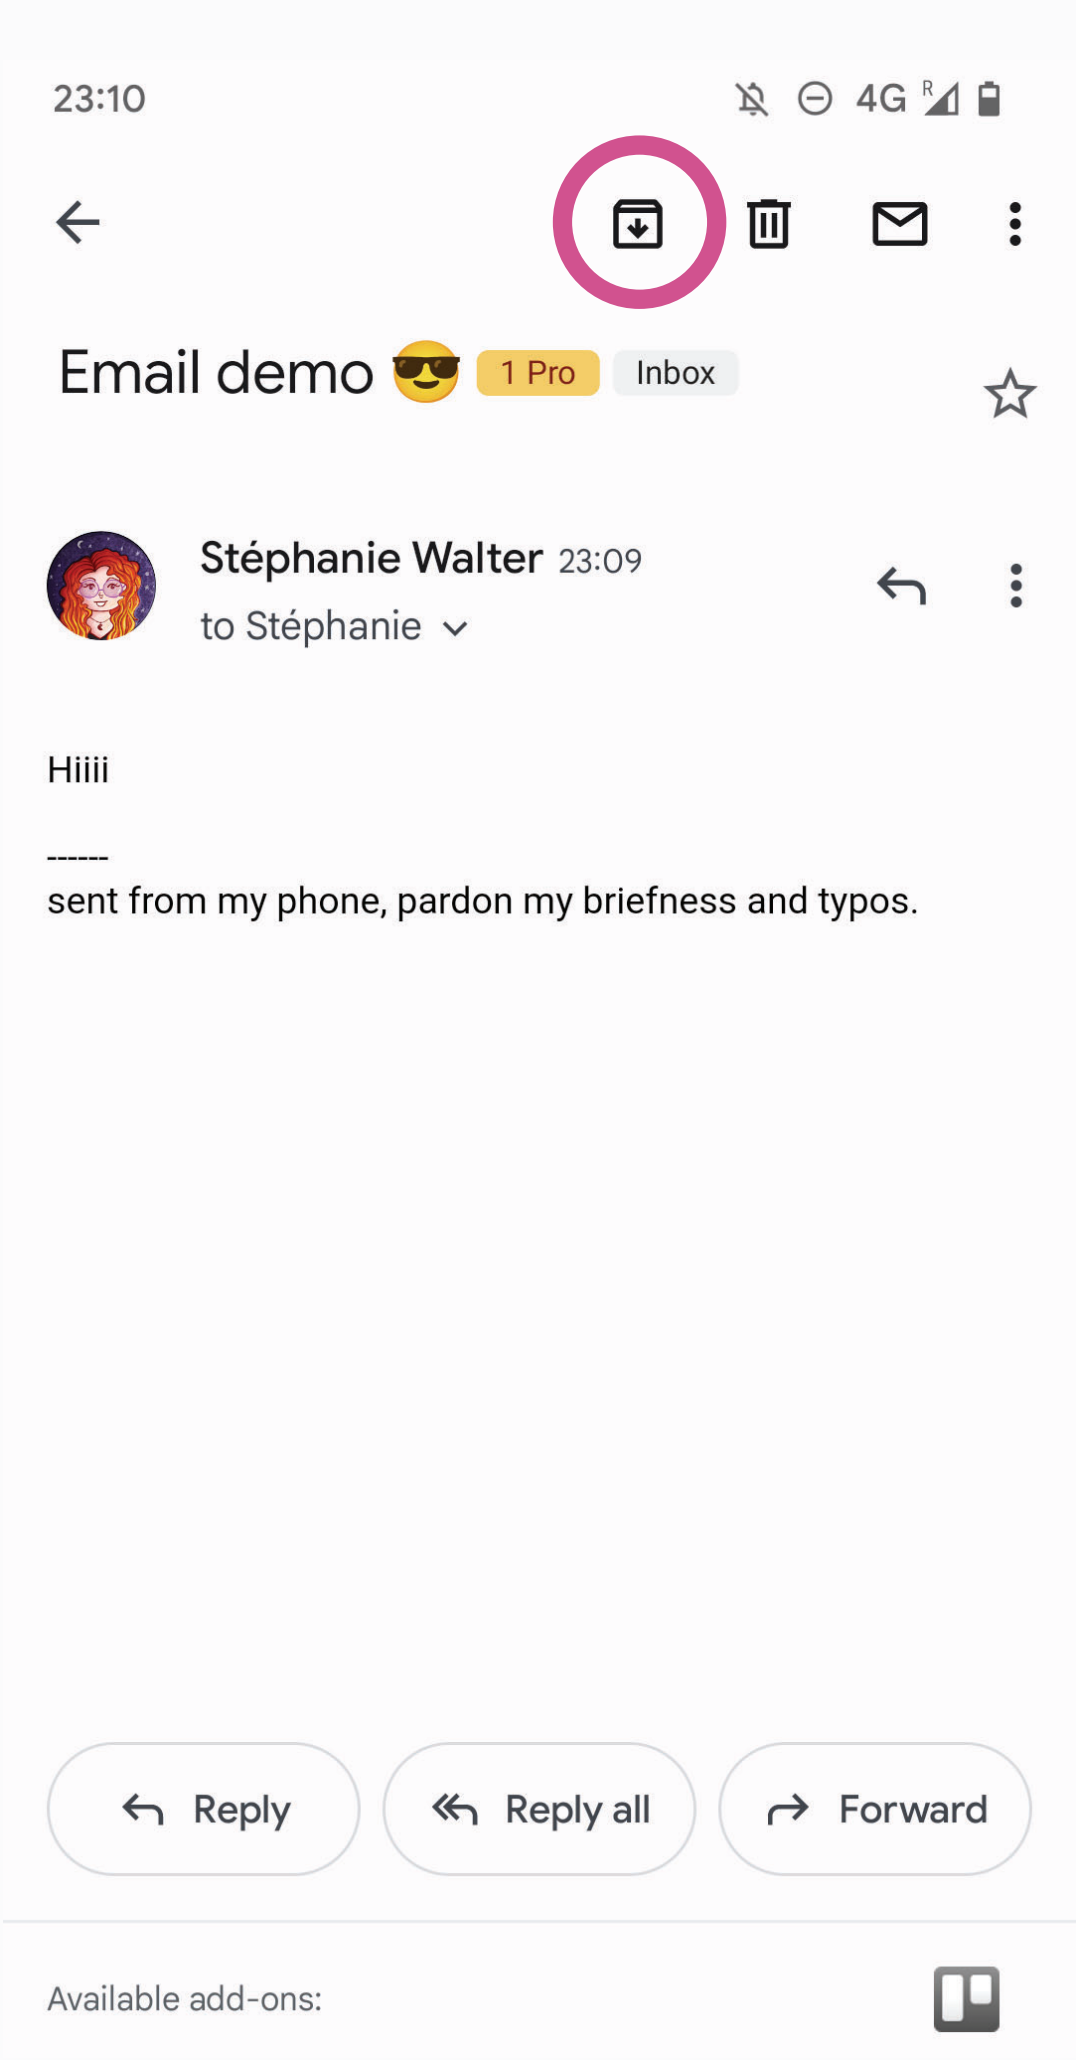 23:10 4G R
Email demo 😎 1 Pro Inbox
Stéphanie Walter 23:09
to Stéphanie
Hiiii
------
sent from my phone, pardon my briefness and typos.
Reply Reply all Forward
Available add-ons: